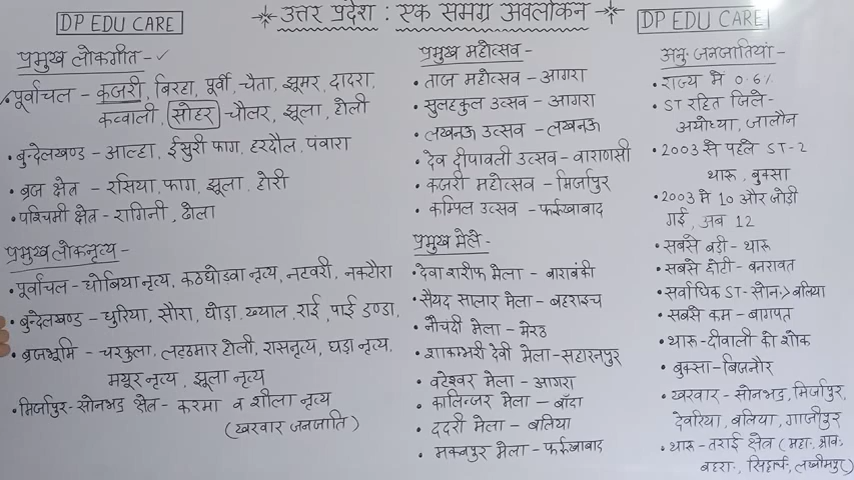 DP EDU CARE
उत्तर प्रदेश : एक समग्र अवलोकन
DP EDU CARE
प्रमुख लोकगीत -
पूर्वांचल - कजरी, बिरहा, पूर्वी, चैता, झूमर, दादरा,
कव्वाली, सोहर - चौलर, झूला, होली
• बुन्देलखण्ड - आल्हा, ईसुरी फाग, हरदौल, पंवारा
• ब्रज क्षेत्र - रसिया, फाग, झूला, होरी
• पश्चिमी क्षेत्र - रागिनी, ढोला
प्रमुख लोकनृत्य -
• पूर्वांचल - धोबिया नृत्य, कठघोड़वा नृत्य, नटवरी, नक्टौरा
• बुन्देलखण्ड - धुरिया, सौरा, घोड़ा, ख्याल, राई, पाई डण्डा,
• ब्रजभूमि - चरकुला, लट्ठमार होली, रासनृत्य, घड़ा नृत्य,
मयूर नृत्य, झूला नृत्य
• मिर्जापुर - सोनभद्र क्षेत्र - करमा व शीला नृत्य
(खरवार जनजाति)
प्रमुख महोत्सव -
• ताज महोत्सव - आगरा
• सुलहकुल उत्सव - आगरा
• लखनऊ उत्सव - लखनऊ
• देव दीपावली उत्सव - वाराणसी
• कजरी महोत्सव - मिर्जापुर
• कम्पिल उत्सव - फर्रुखाबाद
प्रमुख मेले -
• देवा शरीफ मेला - बाराबंकी
• सैयद सालार मेला - बहराइच
• नौचंदी मेला - मेरठ
• शाकम्भरी देवी मेला - सहारनपुर
• बटेश्वर मेला - आगरा
• कालिन्जर मेला - बाँदा
• ददरी मेला - बलिया
• मकनपुर मेला - फर्रुखाबाद
अनु. जनजातियां -
• राज्य में 0.6%
• ST रहित जिले -
अयोध्या, जालौन
• 2003 से पहले ST-2
थारू, बुक्सा
• 2003 में 10 और जोड़ी
गई, अब 12
• सबसे बड़ी - थारू
• सबसे छोटी - बनरावत
• सर्वाधिक ST - सोन. > बलिया
• सबसे कम - बागपत
• थारू - दीवाली को शोक
• बुक्सा - बिजनौर
• खरवार - सोनभद्र, मिर्जापुर,
देवरिया, बलिया, गाजीपुर
• थारू - तराई क्षेत्र (महा., श्राव.
बहरा., सिद्धार्थ., लखीमपुर)